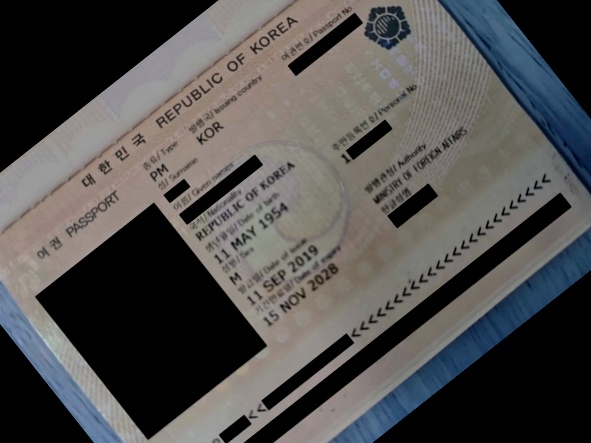 대한민국 REPUBLIC OF KOREA
여권 PASSPORT
종류/Type
발행국/Issuing country
여권번호/Passport No
PM
KOR
성/Surname
이름/Given names
국적/Nationality
REPUBLIC OF KOREA
생년월일/Date of birth
11 MAY 1954
주민등록번호/Personal No
1
성별/Sex
M
발행관청/Authority
MINISTRY OF FOREIGN AFFAIRS
발급일/Date of issue
11 SEP 2019
한글성명
기간만료일/Date of expiry
15 NOV 2028